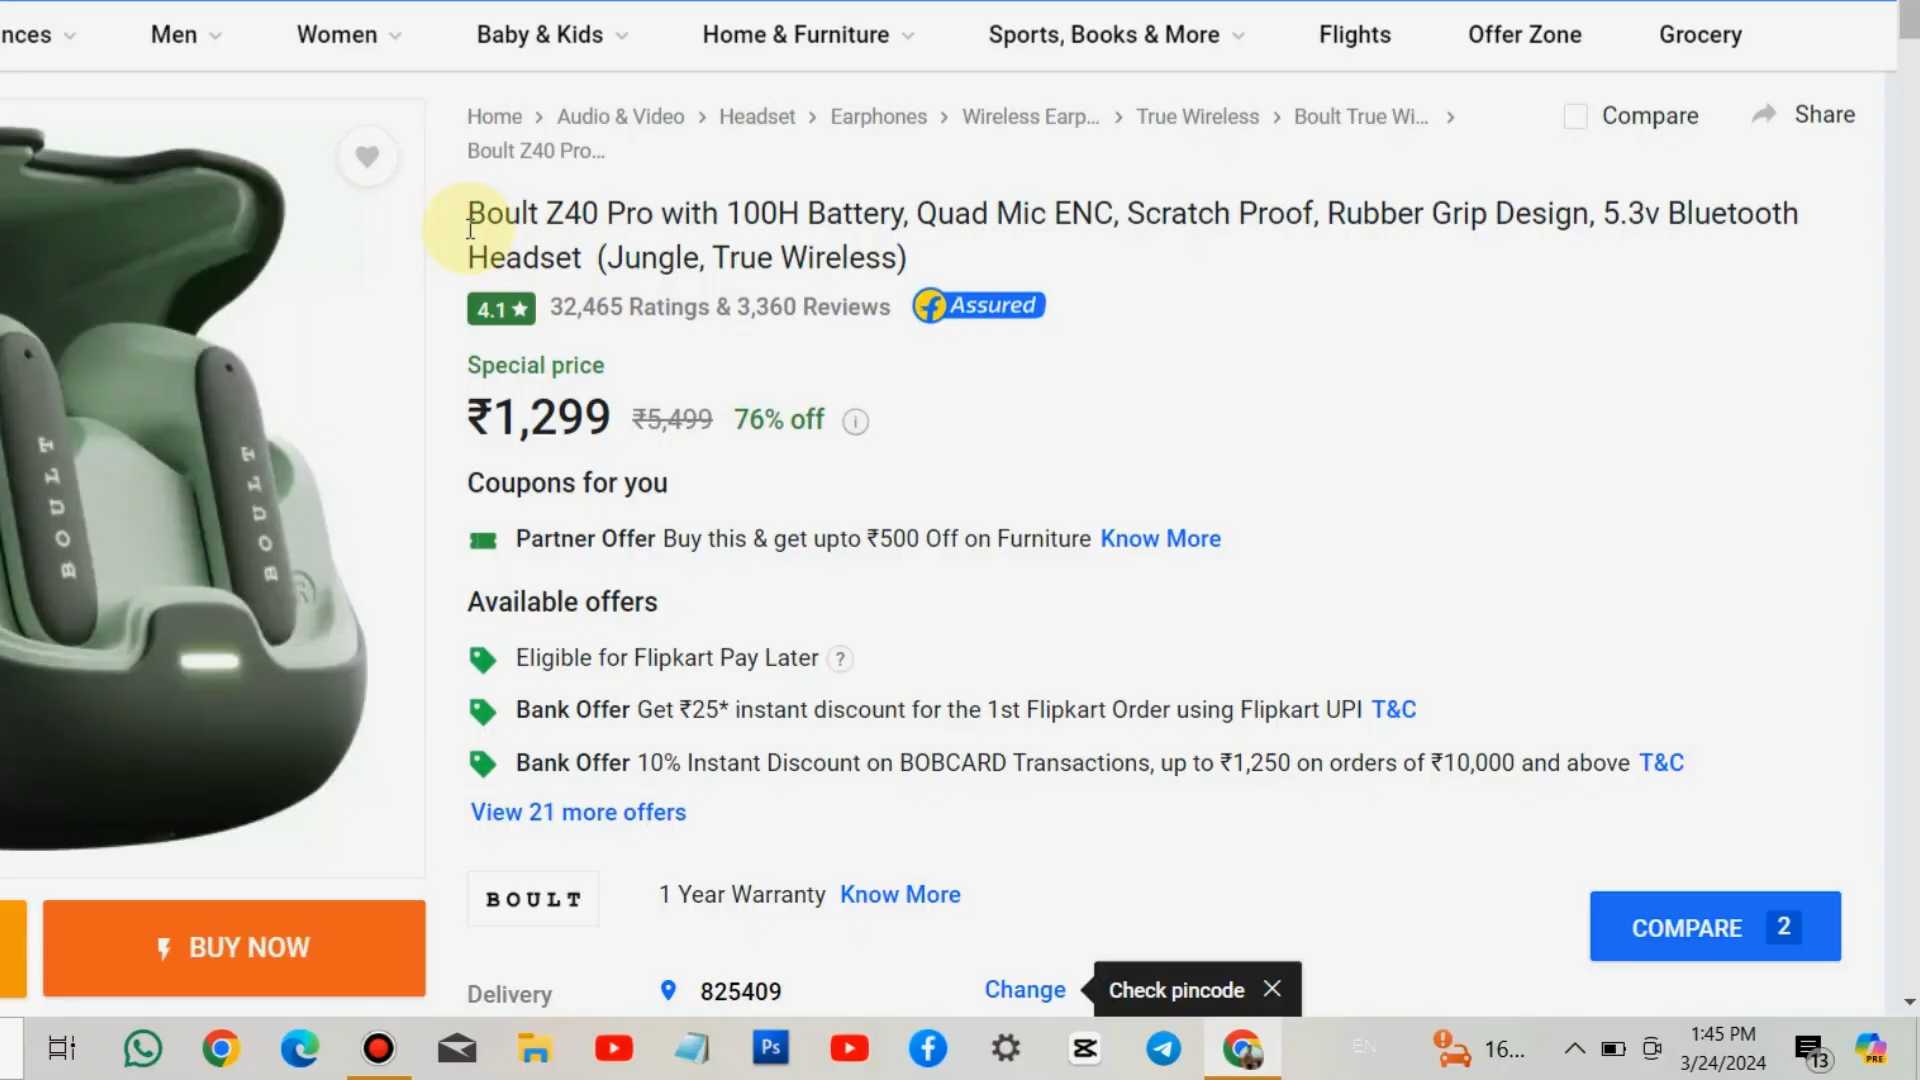 nces Men Women Baby & Kids Home & Furniture Sports, Books & More Flights Offer Zone Grocery
Home > Audio & Video > Headset > Earphones > Wireless Earp... > True Wireless > Boult True Wi... >
Boult Z40 Pro...
Compare Share
Boult Z40 Pro with 100H Battery, Quad Mic ENC, Scratch Proof, Rubber Grip Design, 5.3v Bluetooth
Headset (Jungle, True Wireless)
4.1★ 32,465 Ratings & 3,360 Reviews Assured
Special price
₹1,299 ₹5,499 76% off
Coupons for you
Partner Offer Buy this & get upto ₹500 Off on Furniture Know More
Available offers
Eligible for Flipkart Pay Later ?
Bank Offer Get ₹25* instant discount for the 1st Flipkart Order using Flipkart UPI T&C
Bank Offer 10% Instant Discount on BOBCARD Transactions, up to ₹1,250 on orders of ₹10,000 and above T&C
View 21 more offers
BOULT
BOULT
BOULT 1 Year Warranty Know More
COMPARE 2
BUY NOW
Delivery 825409 Change Check pincode
Ps
EN
16...
1:45 PM
3/24/2024
13
PRE